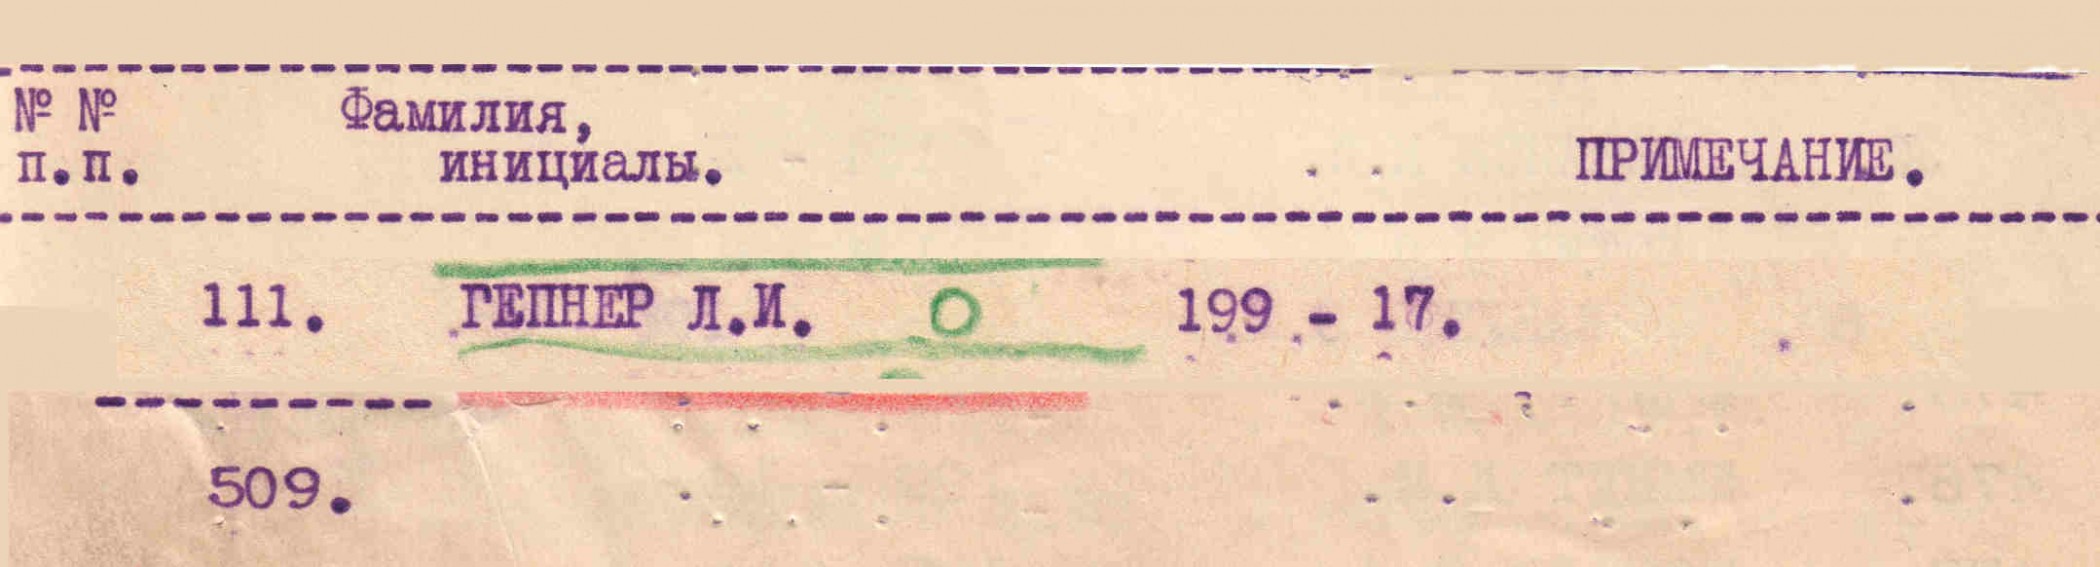 № № Фамилия,
п.п. инициалы. ПРИМЕЧАНИЕ.
111. ГЕПНЕР Л.И. 199 - 17.
509.